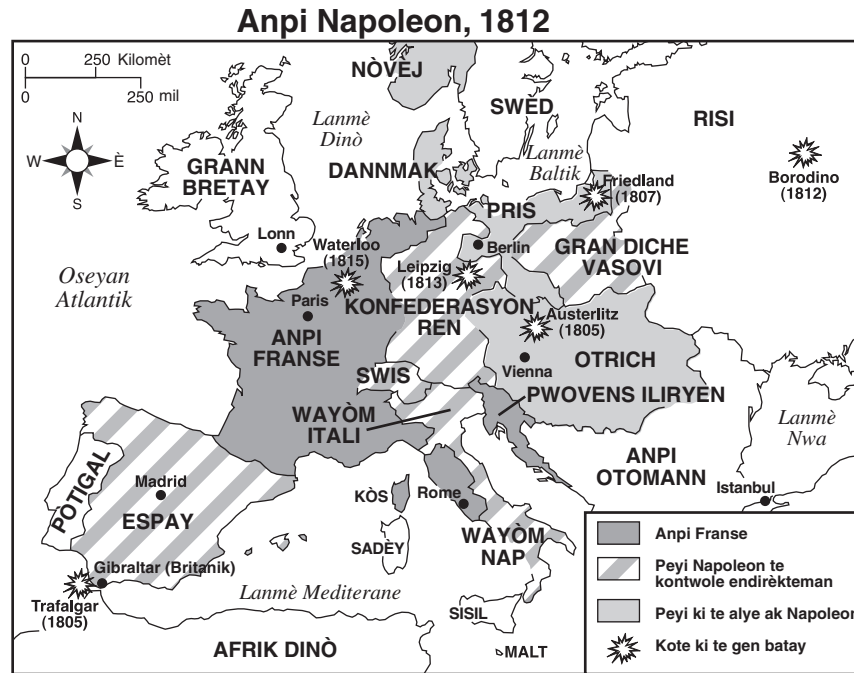 Anpi Napoleon, 1812
0 250 Kilomèt
0 250 mil
N
W È
S
NÒVÈJ
SWÈD
RISI
Lanmè
Dinò
GRANN
BRETAY
DANNMAK
Lanmè
Baltik
Friedland
(1807)
Borodino
(1812)
PRIS
Lonn
Waterloo
(1815)
Berlin
GRAN DICHE
VASOVI
Leipzig
(1813)
Oseyan
Atlantik
Paris
KONFEDERASYON
REN
Austerlitz
(1805)
ANPI
FRANSE
OTRICH
Vienna
SWIS
PWOVENS ILIRYEN
WAYÒM
ITALI
Lanmè
Nwa
ANPI
OTOMANN
PÒTIGAL
Madrid
ESPAY
KÒS
Rome
Istanbul
SADÈY
WAYÒM
NAP
Gibraltar (Britanik)
Trafalgar
(1805)
Lanmè Mediterane
SISIL
MALT
AFRIK DINÒ
Anpi Franse
Peyi Napoleon te
kontwole endirèkteman
Peyi ki te alye ak Napoleon
Kote ki te gen batay